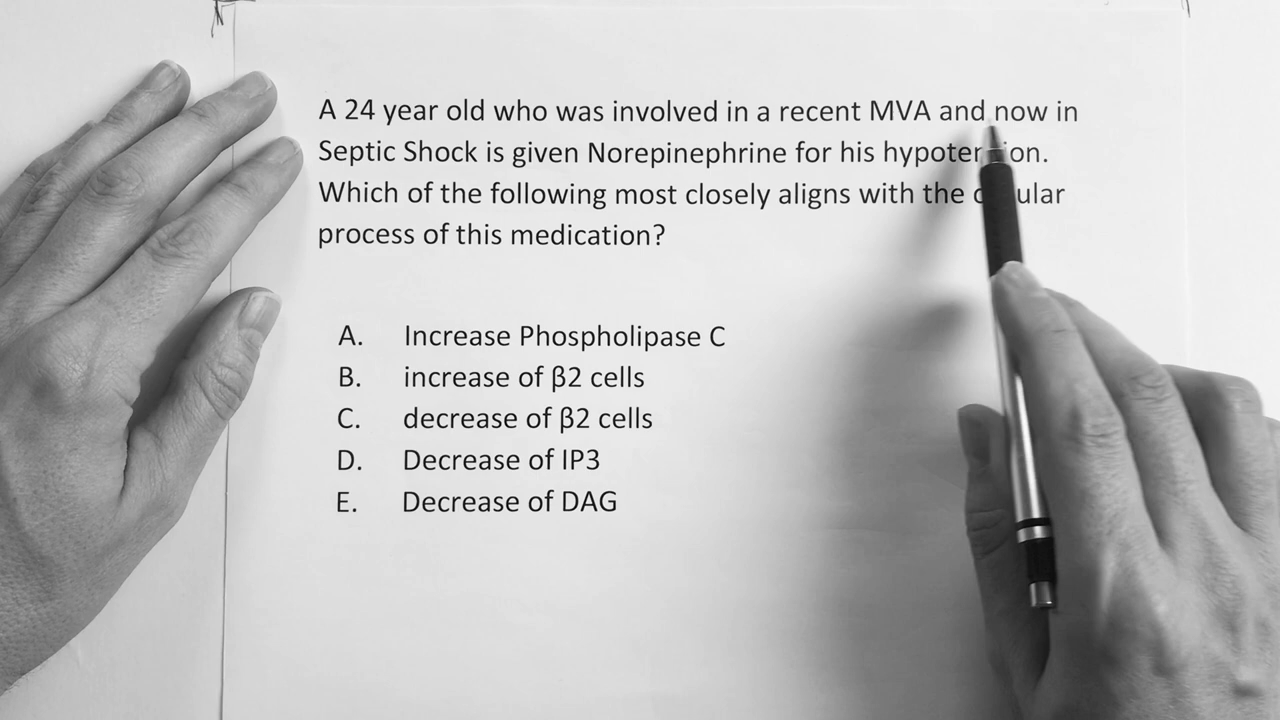 A 24 year old who was involved in a recent MVA and now in
Septic Shock is given Norepinephrine for his
Which of the following most closely aligns with the
process of this medication?
A. Increase Phospholipase C
B. increase of β2 cells
C. decrease of β2 cells
D. Decrease of IP3
E. Decrease of DAG